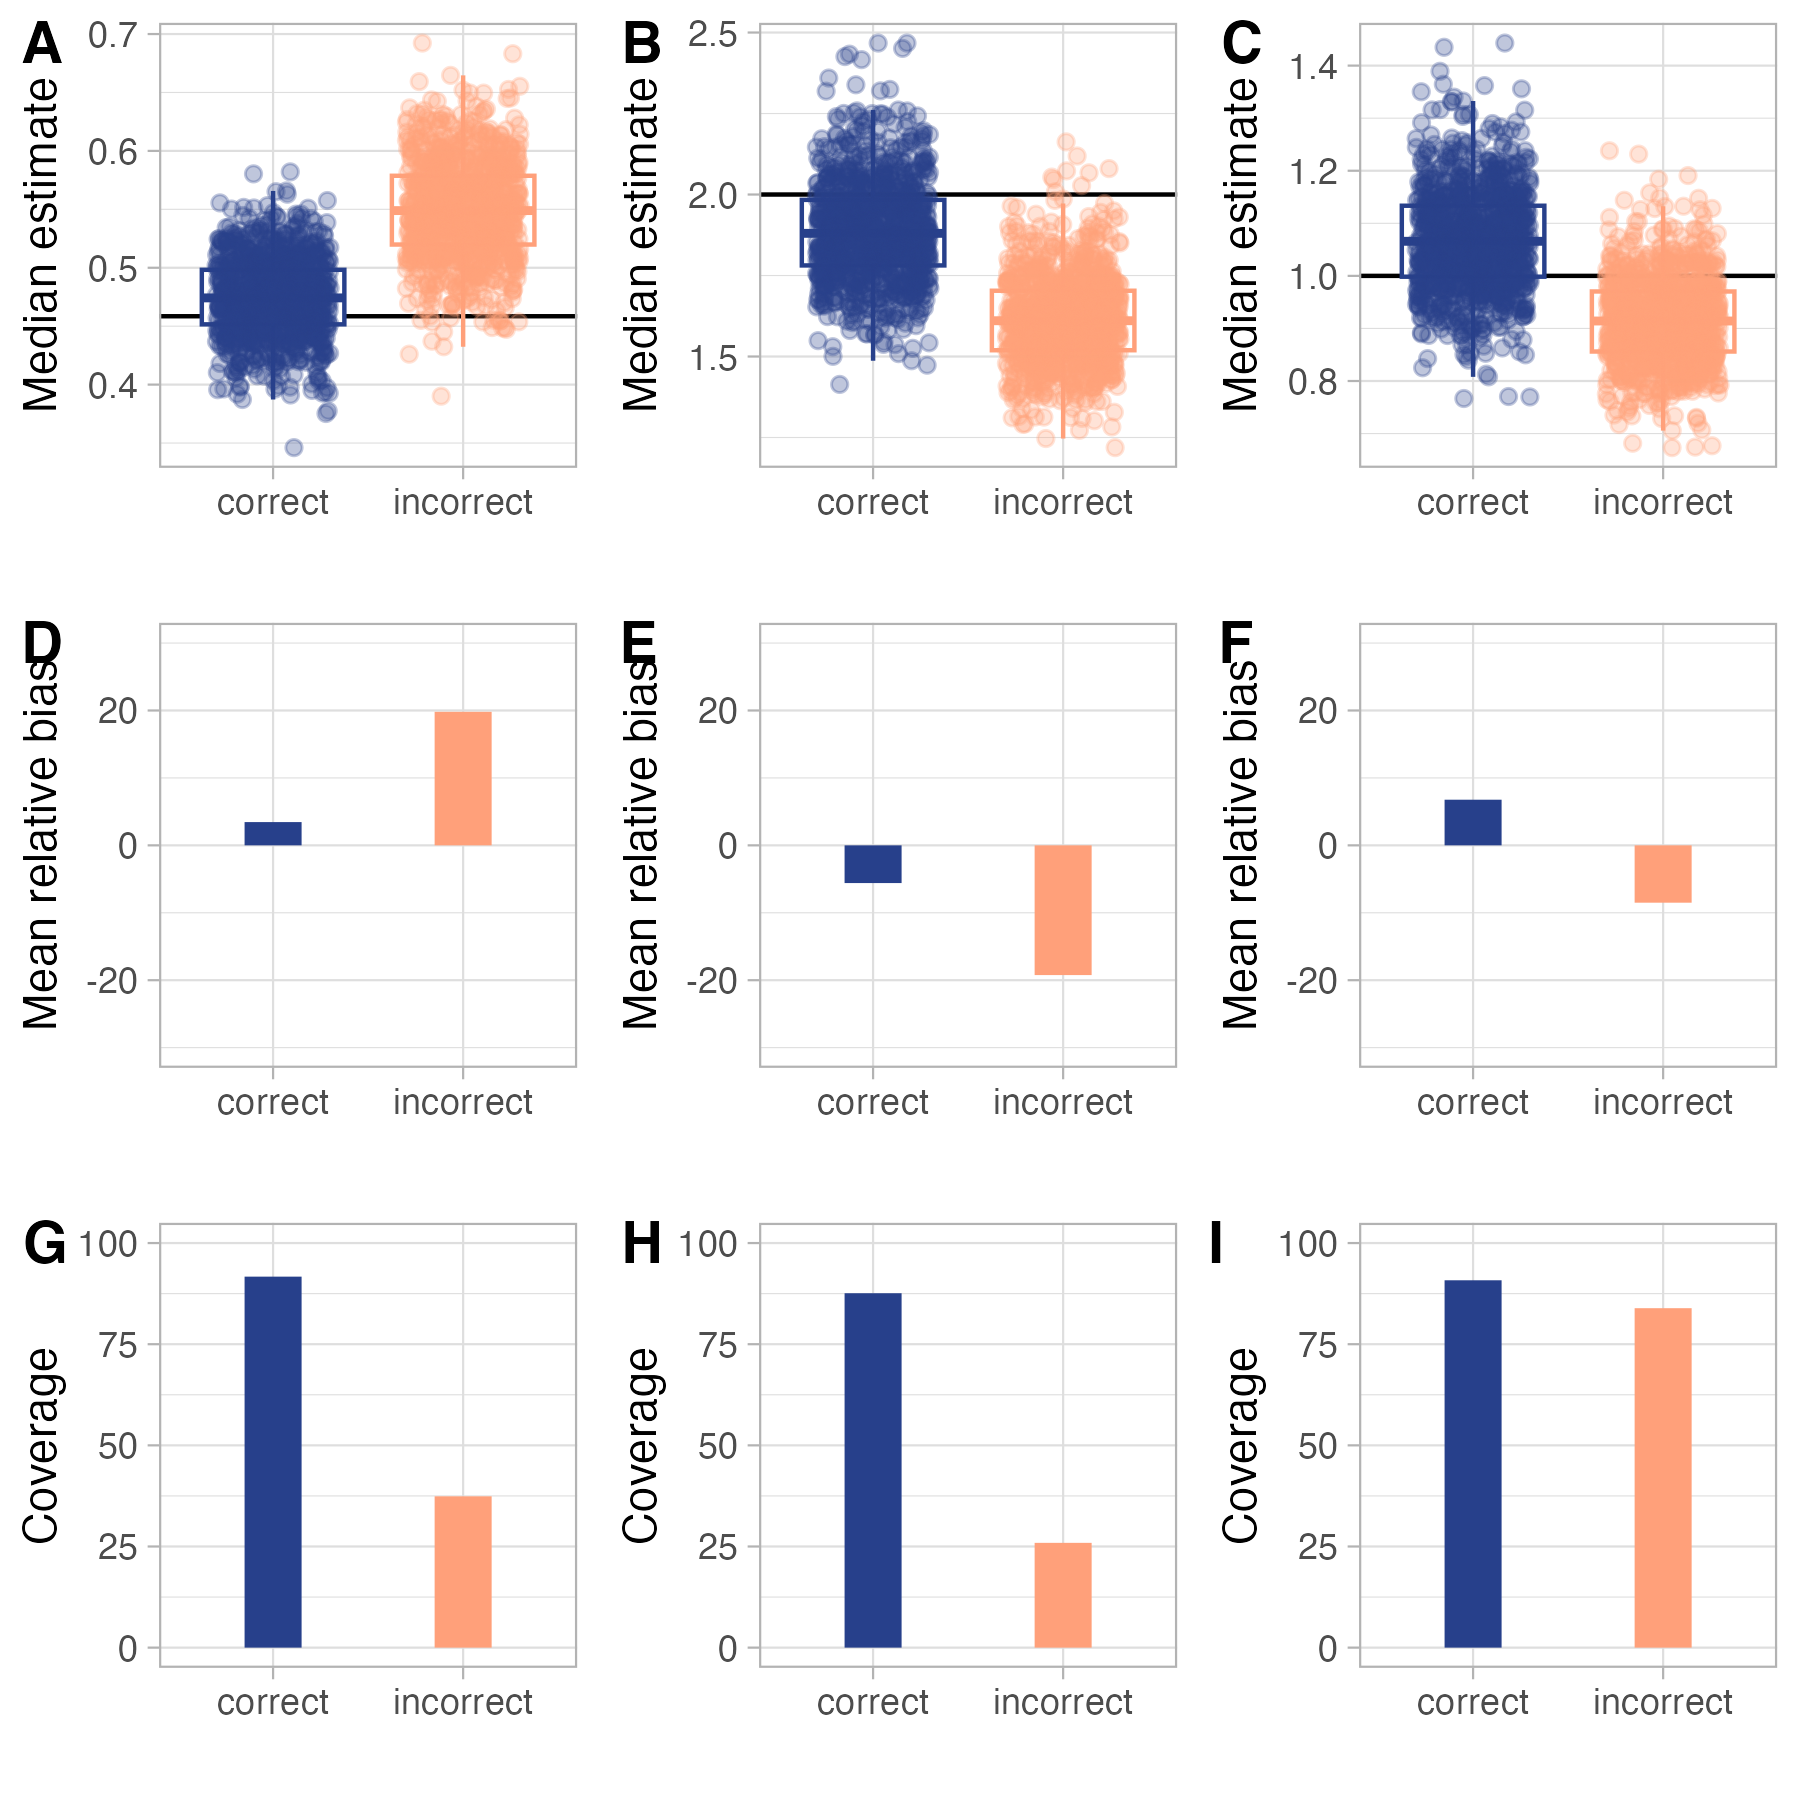 A
Median estimate
0.7
0.6
0.5
0.4
correct
incorrect
B
Median estimate
2.5
2.0
1.5
correct
incorrect
C
Median estimate
1.4
1.2
1.0
0.8
correct
incorrect
D
Mean relative bias
20
0
-20
correct
incorrect
E
Mean relative bias
20
0
-20
correct
incorrect
F
Mean relative bias
20
0
-20
correct
incorrect
G
Coverage
100
75
50
25
0
correct
incorrect
H
Coverage
100
75
50
25
0
correct
incorrect
I
Coverage
100
75
50
25
0
correct
incorrect